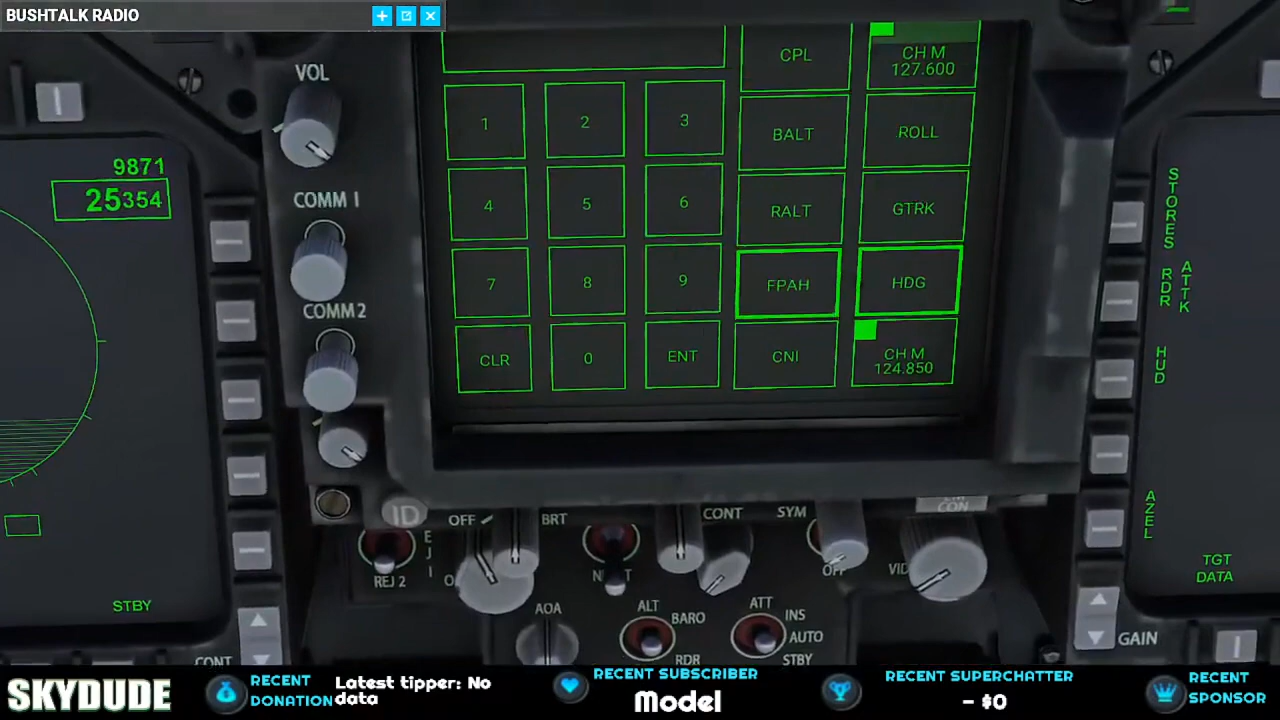 BUSHTALK RADIO
VOL
CPL
CH M
127.600
1
2
3
BALT
ROLL
9871
25354
COMM 1
4
5
6
RALT
GTRK
STORES
RDR
ATTK
7
8
9
FPAH
HDG
COMM 2
CLR
0
ENT
CNI
CH M
124.850
HUD
AZEL
TGT
DATA
ID
OFF
BRT
CONT
SYM
REJ 2
OFF
VID
STBY
AOA
ALT
BARO
RDR
ATT
INS
AUTO
STBY
GAIN
CONT
SKYDUDE
RECENT
DONATION
Latest tipper: No
data
RECENT SUBSCRIBER
Model
RECENT SUPERCHATTER
- $0
RECENT
SPONSOR